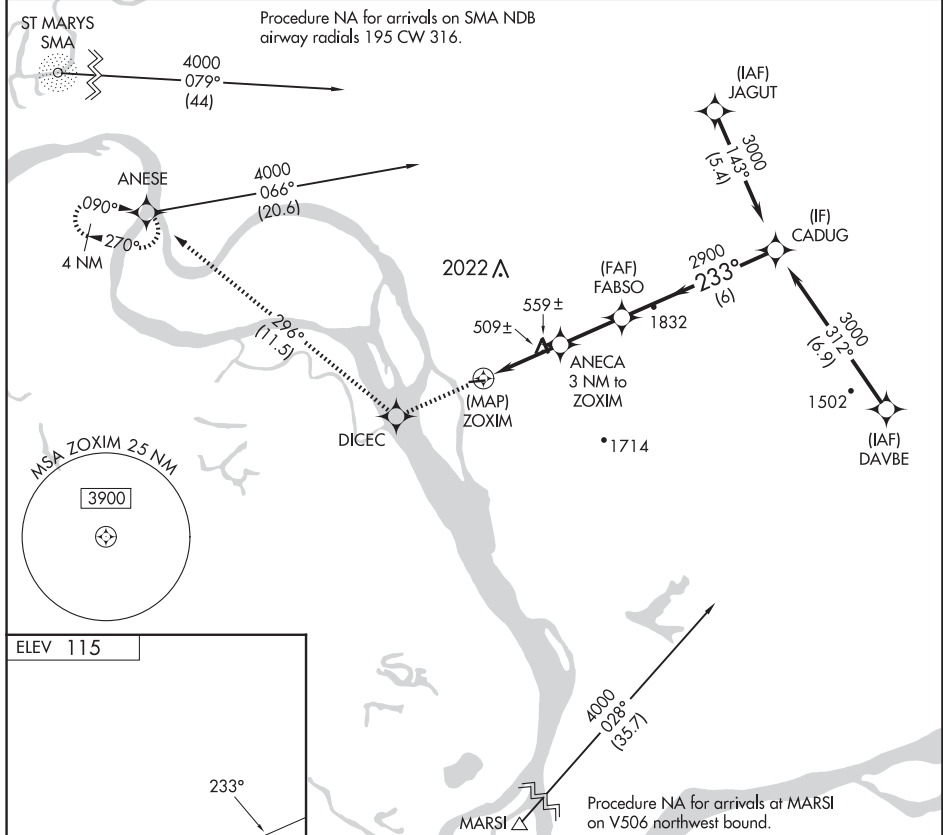 Procedure NA for arrivals on SMA NDB
airway radials 195 CW 316.
ST MARYS
SMA
4000
079°
(44)
(IAF)
JAGUT
3000
143°
(5.4)
ANESE
4000
066°
(20.6)
090°
270°
4 NM
(IF)
CADUG
2900
233°
(6)
2022
(FAF)
FABSO
559±
509±
1832
296°
(11.5)
ANECA
3 NM to
ZOXIM
3000
312°
(6.9)
(MAP)
ZOXIM
1502
DICEC
1714
(IAF)
DAVBE
MSA ZOXIM 25 NM
3900
ELEV 115
4000
028°
(35.7)
233°
Procedure NA for arrivals at MARSI
on V506 northwest bound.
MARSI